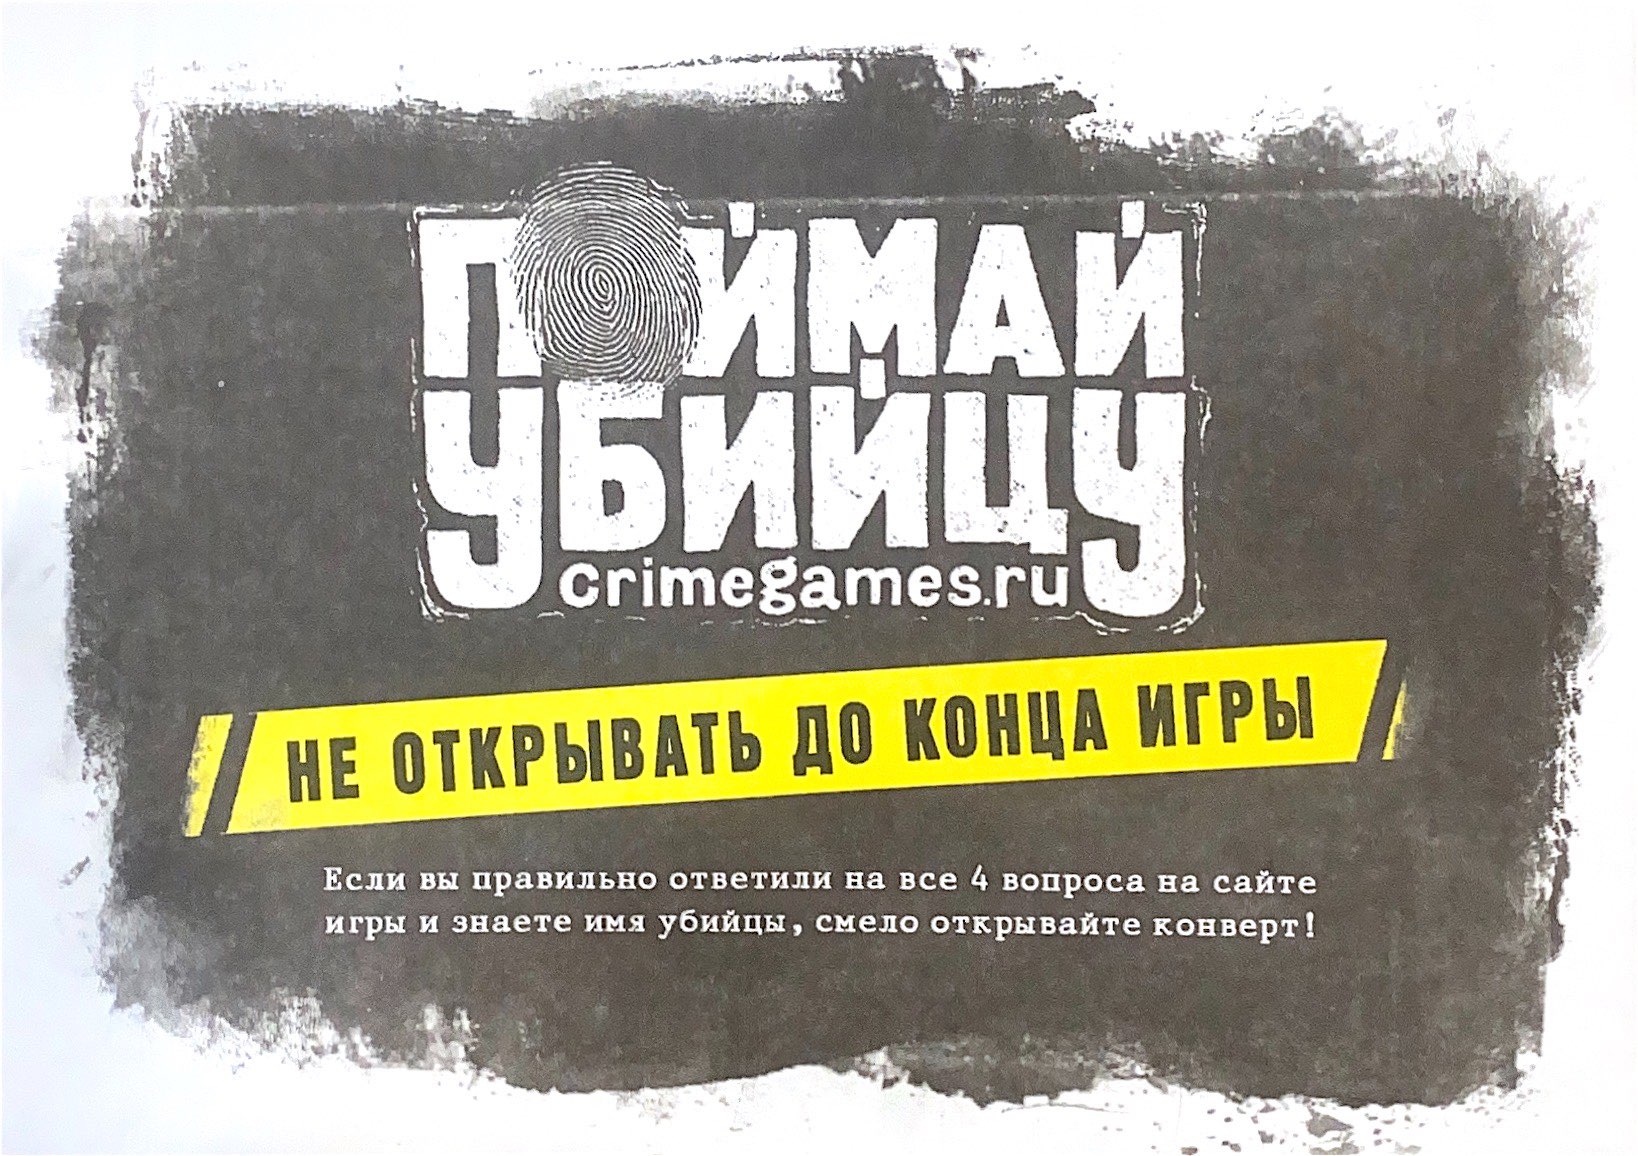 ПОЙМАЙ
УБИЙЦУ
crimegames.ru
НЕ ОТКРЫВАТЬ ДО КОНЦА ИГРЫ
Если вы правильно ответили на все 4 вопроса на сайте
игры и знаете имя убийцы, смело открывайте конверт!